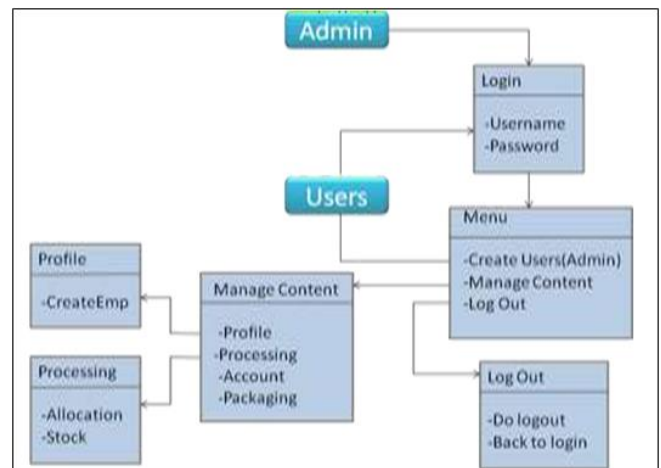 Admin
Login
-Username
-Password
Users
Menu
-Create Users(Admin)
-Manage Content
-Log Out
Profile
-CreateEmp
Manage Content
-Profile
-Processing
-Account
-Packaging
Processing
-Allocation
-Stock
Log Out
-Do logout
-Back to login